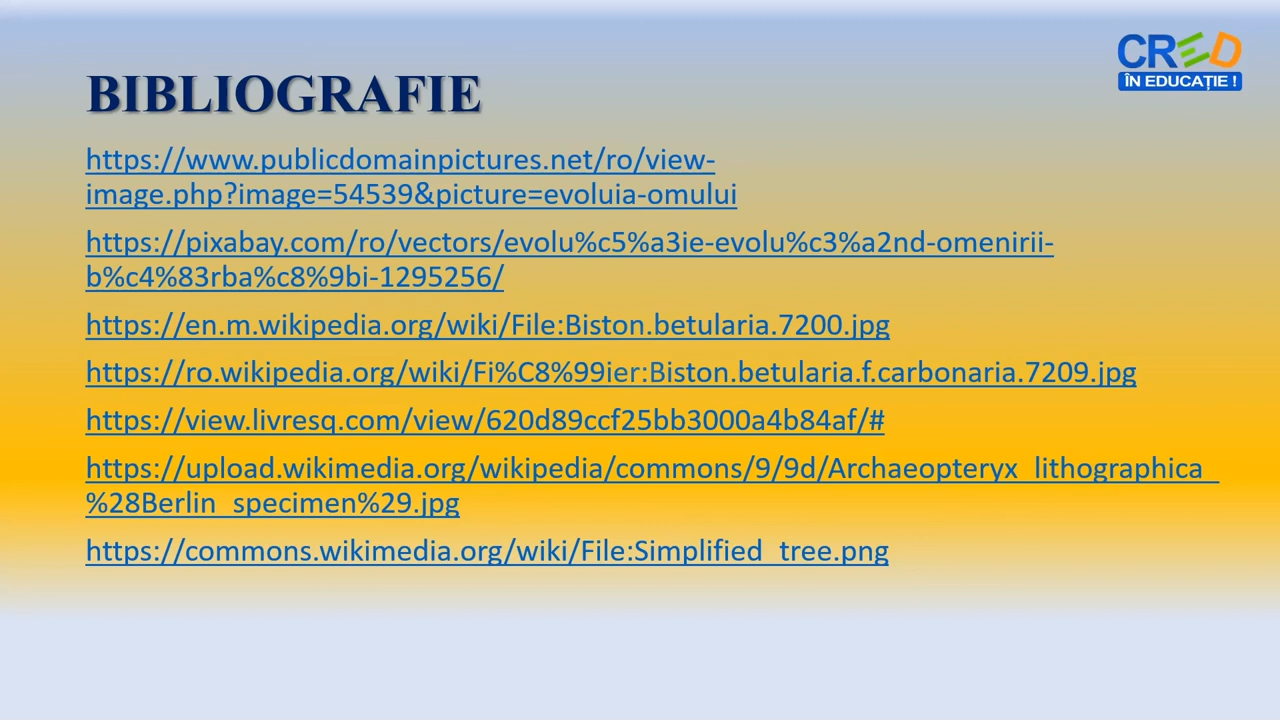 CRED
ÎN EDUCAȚIE !
BIBLIOGRAFIE
https://www.publicdomainpictures.net/ro/view-
image.php?image=54539&picture=evoluia-omului
https://pixabay.com/ro/vectors/evolu%c5%a3ie-evolu%c3%a2nd-omenirii-
b%c4%83rba%c8%9bi-1295256/
https://en.m.wikipedia.org/wiki/File:Biston.betularia.7200.jpg
https://ro.wikipedia.org/wiki/Fi%C8%99ier:Biston.betularia.f.carbonaria.7209.jpg
https://view.livresq.com/view/620d89ccf25bb3000a4b84af/#
https://upload.wikimedia.org/wikipedia/commons/9/9d/Archaeopteryx_lithographica_
%28Berlin_specimen%29.jpg
https://commons.wikimedia.org/wiki/File:Simplified_tree.png